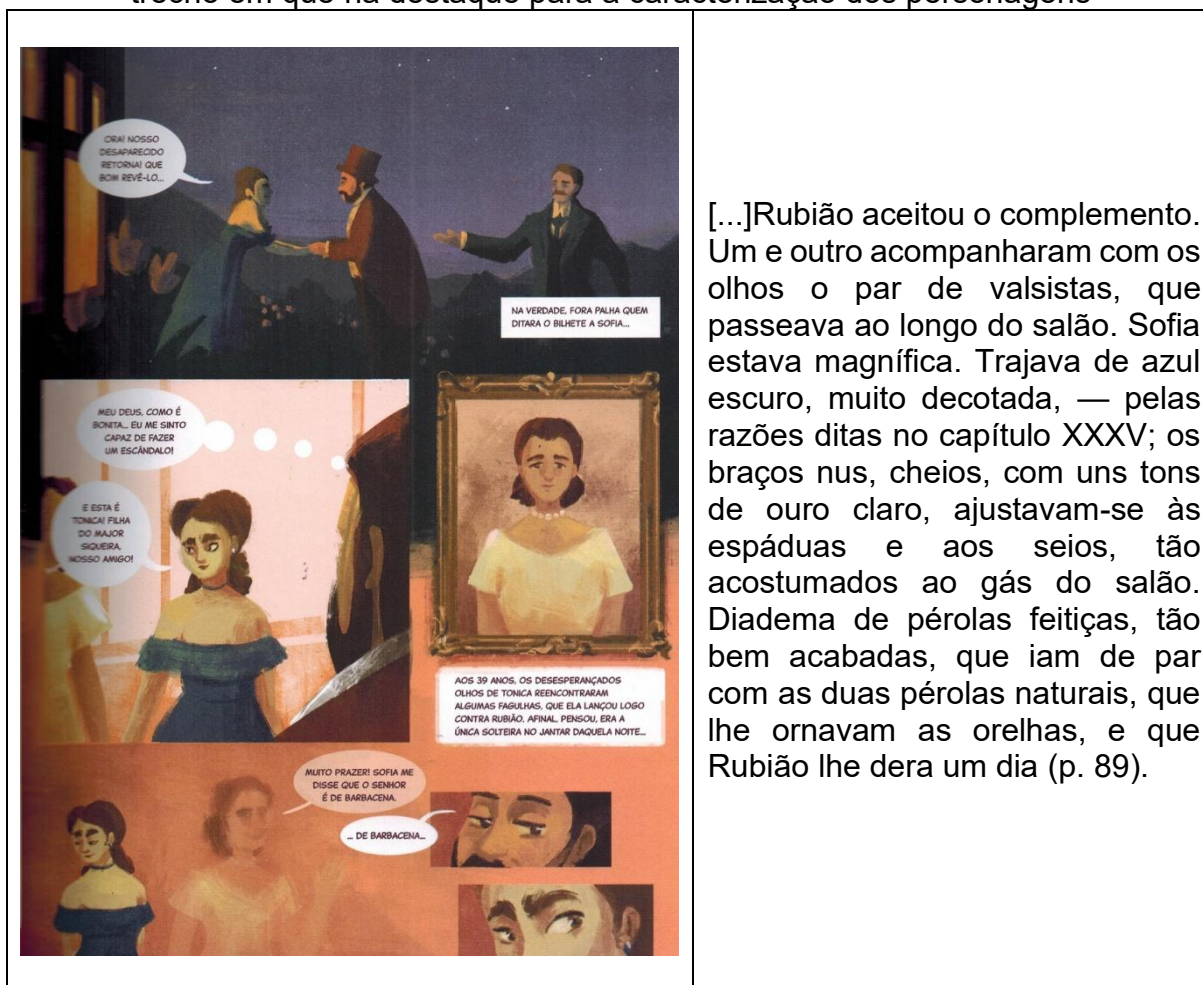 trecho em que há destaque para a caracterização dos personagens
ORA! NOSSO
DESAPARECIDO
RETORNA! QUE
BOM REVÊ-LO...
NA VERDADE, FORA PALHA QUEM
DITARA O BILHETE A SOFIA...
MEU DEUS, COMO É
BONITA... EU ME SINTO
CAPAZ DE FAZER
UM ESCÂNDALO!
E ESTA É
TONICA! FILHA
DO MAJOR
SIQUEIRA,
NOSSO AMIGO!
AOS 39 ANOS, OS DESESPERANÇADOS
OLHOS DE TONICA REENCONTRARAM
ALGUMAS FAGULHAS, QUE ELA LANÇOU LOGO
CONTRA RUBIÃO. AFINAL, PENSOU, ERA A
ÚNICA SOLTEIRA NO JANTAR DAQUELA NOITE...
MUITO PRAZER! SOFIA ME
DISSE QUE O SENHOR
É DE BARBACENA.
... DE BARBACENA...
[...]Rubião aceitou o complemento.
Um e outro acompanharam com os
olhos o par de valsistas, que
passeava ao longo do salão. Sofia
estava magnífica. Trajava de azul
escuro, muito decotada, — pelas
razões ditas no capítulo XXXV; os
braços nus, cheios, com uns tons
de ouro claro, ajustavam-se às
espáduas e aos seios, tão
acostumados ao gás do salão.
Diadema de pérolas feitiças, tão
bem acabadas, que iam de par
com as duas pérolas naturais, que
lhe ornavam as orelhas, e que
Rubião lhe dera um dia (p. 89).